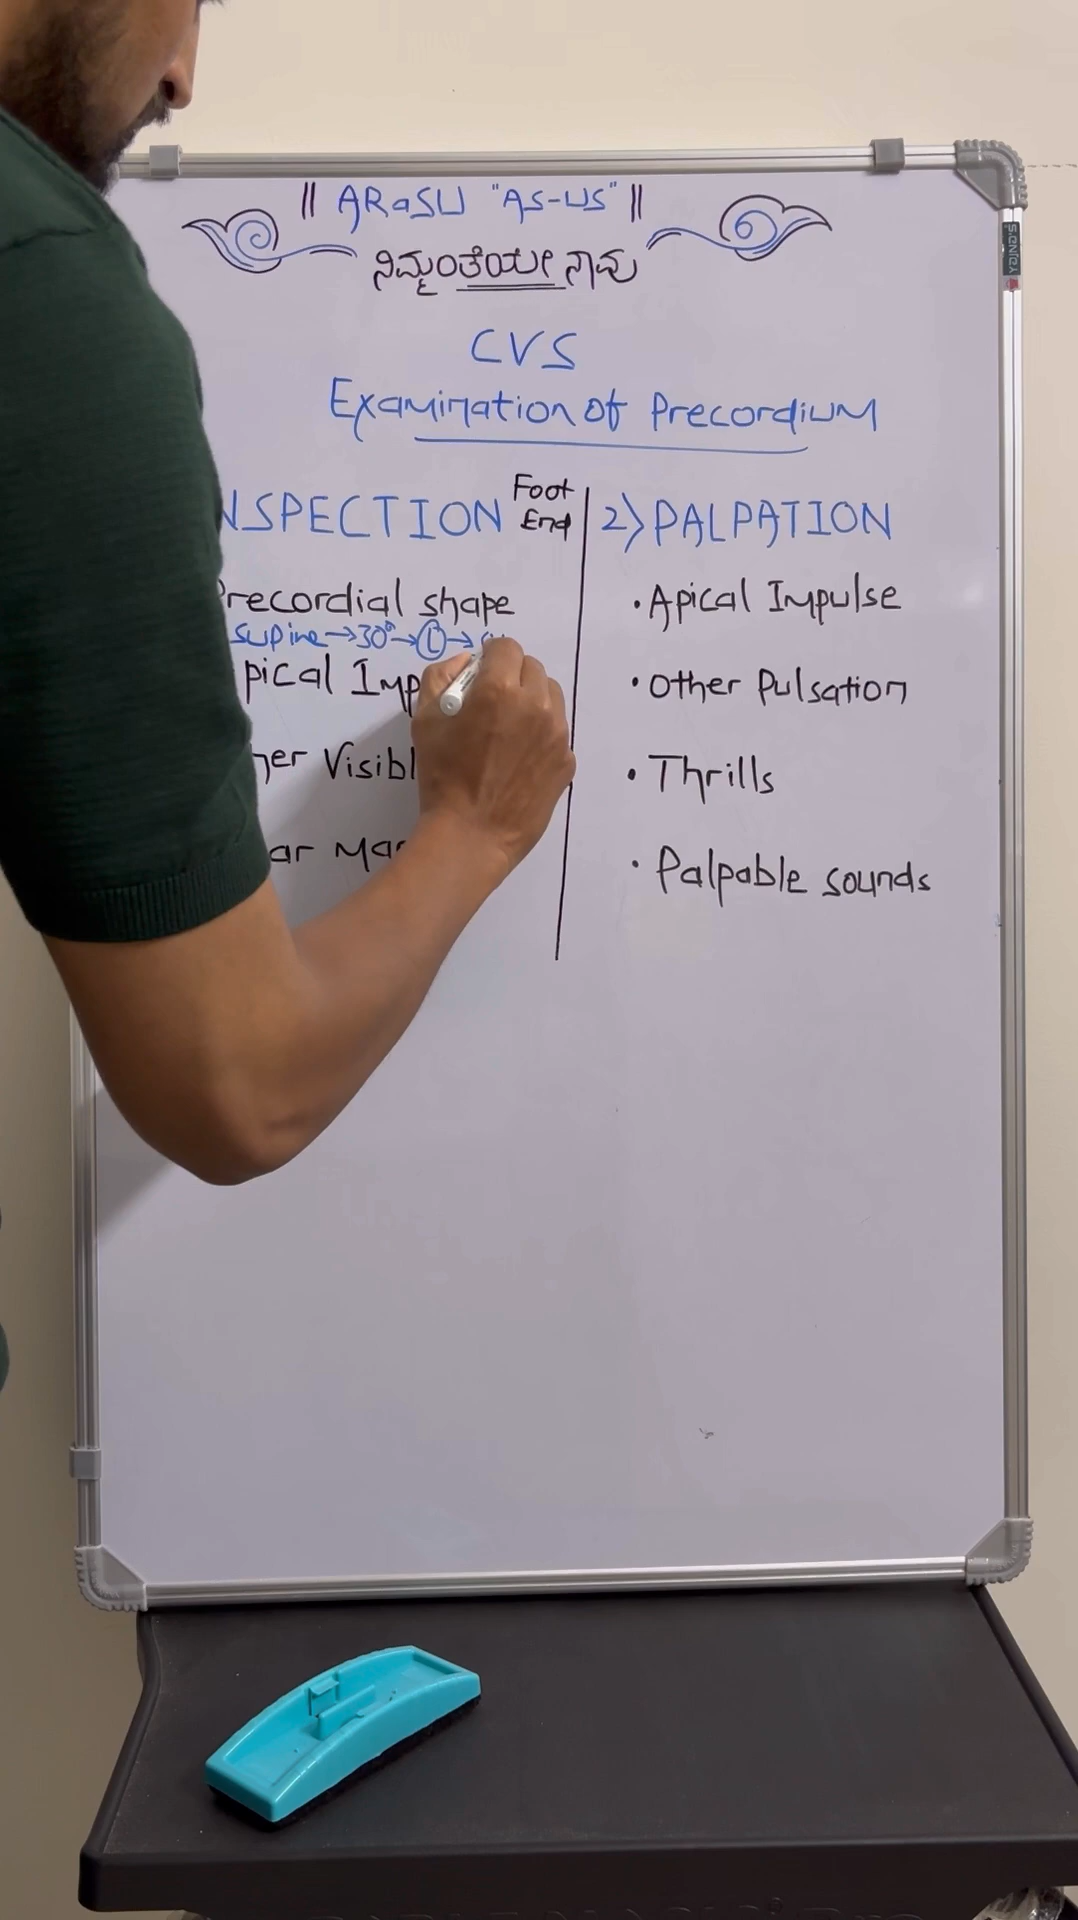 || ARaSU "AS-US" ||
ನಿಮ್ಮಂತೆಯೇ ನಾವು
CVS
Examination of Precordium
NSPECTION Foot End
Precordial shape
supine→30°→Ⓛ→
pical Imp
her Visibl
ar Mar
2) PALPATION
• Apical Impulse
• Other Pulsation
• Thrills
• Palpable sounds